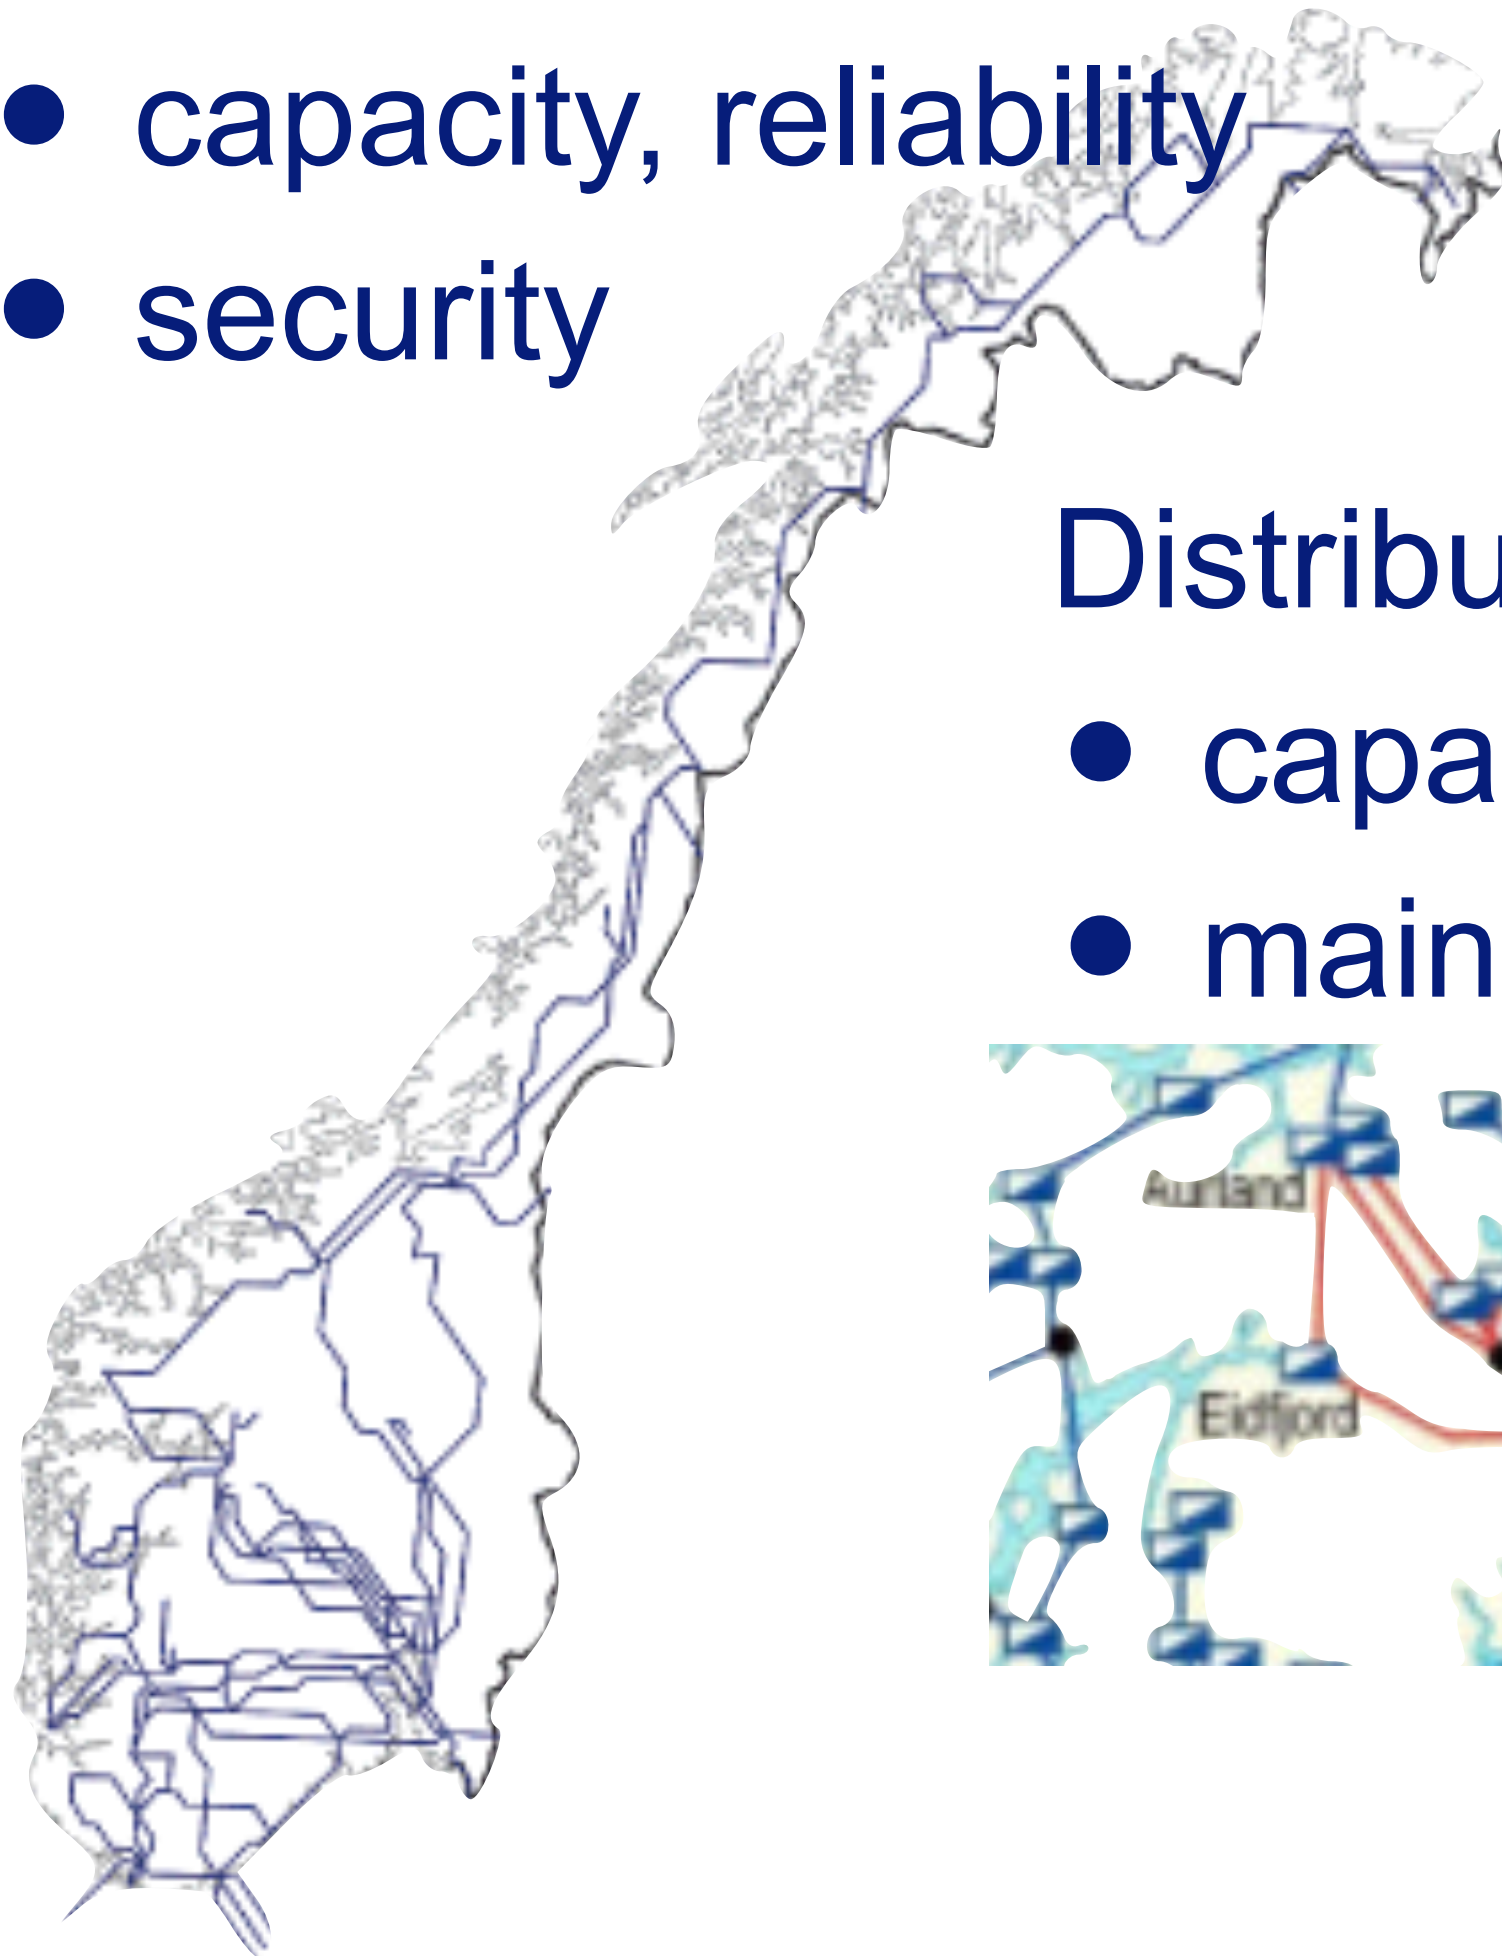 • capacity, reliability
• security
Distribu
• capa
• main
Aurland
Eidfjord